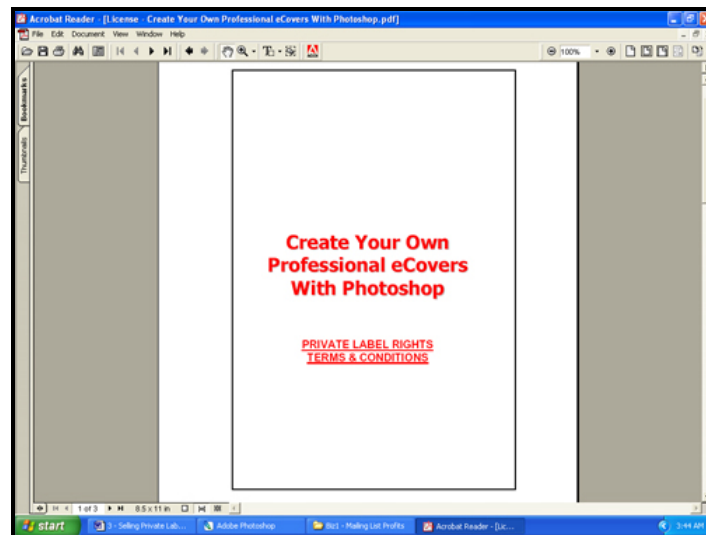 Acrobat Reader - [License - Create Your Own Professional eCovers With Photoshop.pdf]
File Edit Document View Window Help
100%
Bookmarks
Thumbnails
Create Your Own
Professional eCovers
With Photoshop
PRIVATE LABEL RIGHTS
TERMS & CONDITIONS
1 of 3 8.5 x 11 in
start 3 - Selling Private Lab... Adobe Photoshop Biz1 - Mailing List Profits Acrobat Reader - [Lic... 3:44 AM